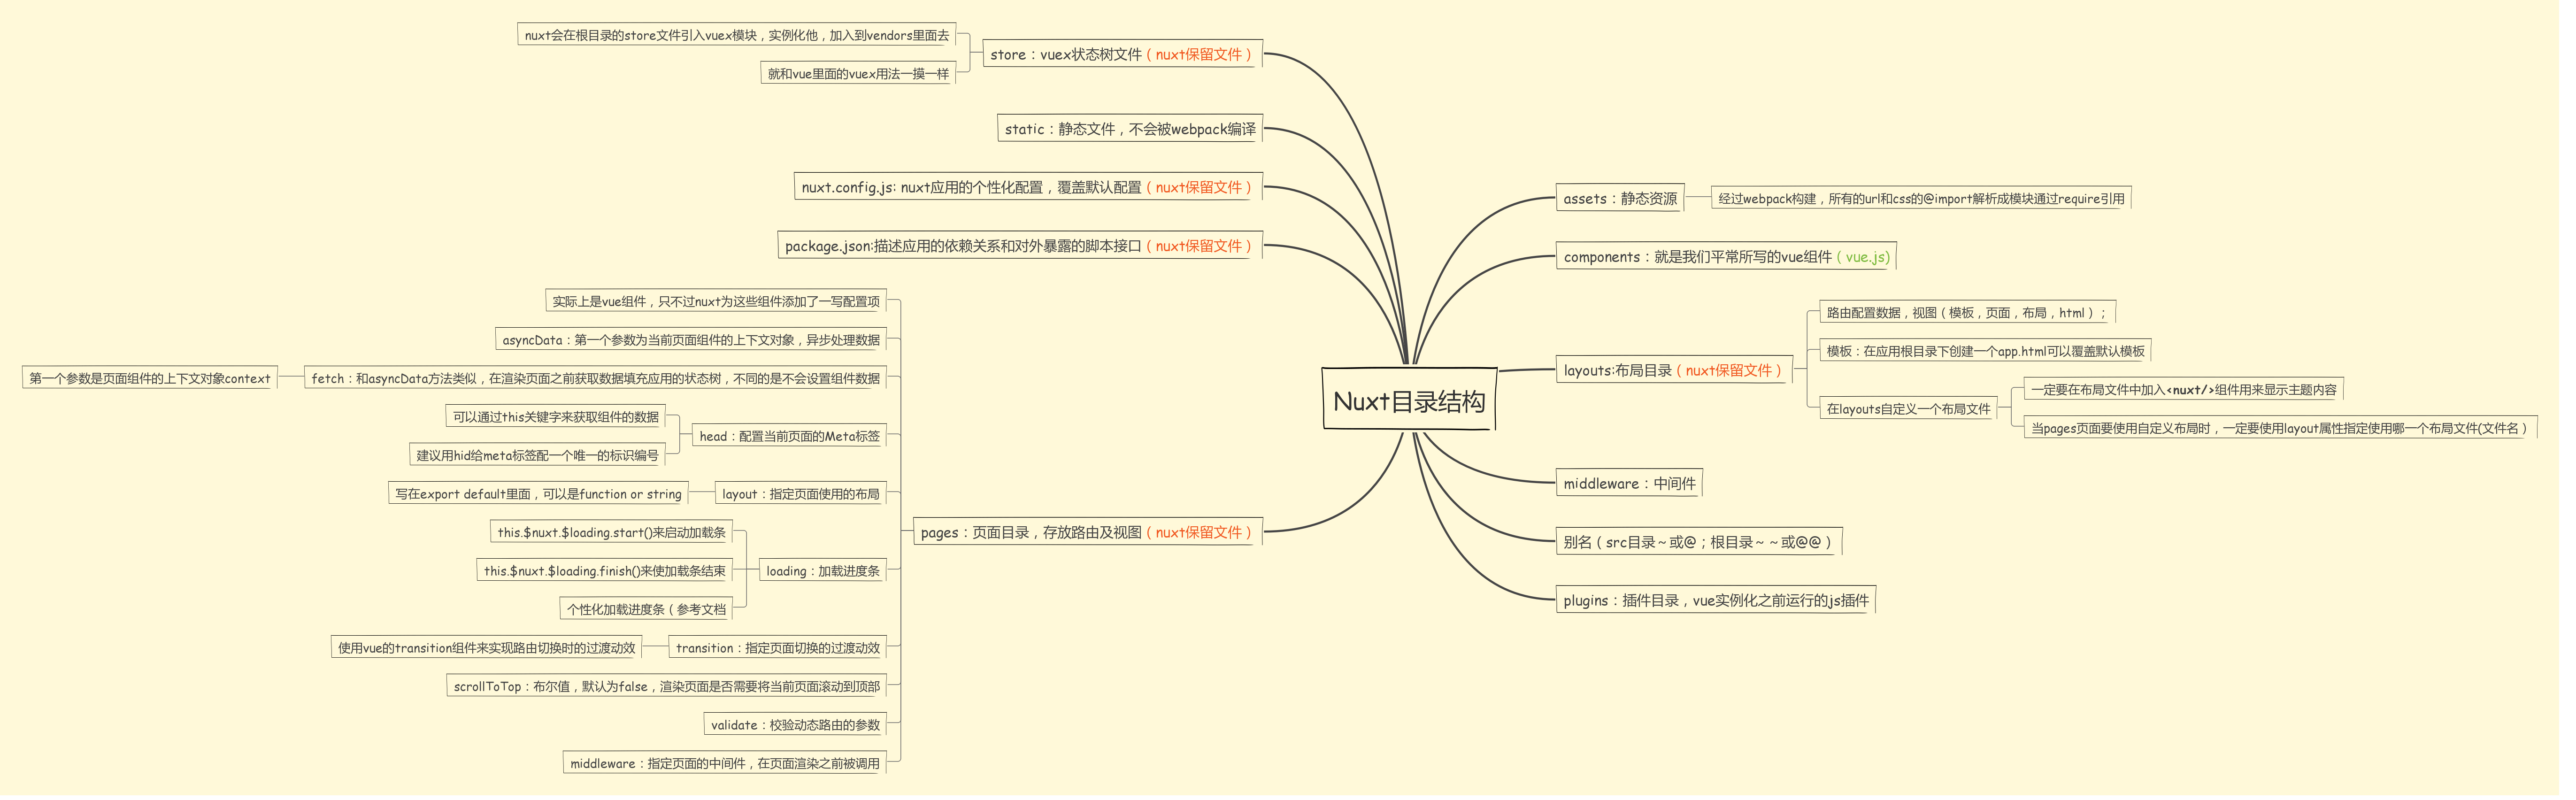 Nuxt目录结构
assets：静态资源
经过webpack构建，所有的url和css的@import解析成模块通过require引用
components：就是我们平常所写的vue组件（vue.js)
layouts:布局目录（nuxt保留文件）
路由配置数据，视图（模板，页面，布局，html）；
模板：在应用根目录下创建一个app.html可以覆盖默认模板
在layouts自定义一个布局文件
一定要在布局文件中加入<nuxt/>组件用来显示主题内容
当pages页面要使用自定义布局时，一定要使用layout属性指定使用哪一个布局文件(文件名）
middleware：中间件
别名（src目录～或@；根目录～～或@@）
plugins：插件目录，vue实例化之前运行的js插件
store：vuex状态树文件（nuxt保留文件）
nuxt会在根目录的store文件引入vuex模块，实例化他，加入到vendors里面去
就和vue里面的vuex用法一摸一样
static：静态文件，不会被webpack编译
nuxt.config.js: nuxt应用的个性化配置，覆盖默认配置（nuxt保留文件）
package.json:描述应用的依赖关系和对外暴露的脚本接口（nuxt保留文件）
pages：页面目录，存放路由及视图（nuxt保留文件）
实际上是vue组件，只不过nuxt为这些组件添加了一写配置项
asyncData：第一个参数为当前页面组件的上下文对象，异步处理数据
fetch：和asyncData方法类似，在渲染页面之前获取数据填充应用的状态树，不同的是不会设置组件数据
第一个参数是页面组件的上下文对象context
head：配置当前页面的Meta标签
可以通过this关键字来获取组件的数据
建议用hid给meta标签配一个唯一的标识编号
layout：指定页面使用的布局
写在export default里面，可以是function or string
loading：加载进度条
this.$nuxt.$loading.start()来启动加载条
this.$nuxt.$loading.finish()来使加载条结束
个性化加载进度条（参考文档
transition：指定页面切换的过渡动效
使用vue的transition组件来实现路由切换时的过渡动效
scrollToTop：布尔值，默认为false，渲染页面是否需要将当前页面滚动到顶部
validate：校验动态路由的参数
middleware：指定页面的中间件，在页面渲染之前被调用